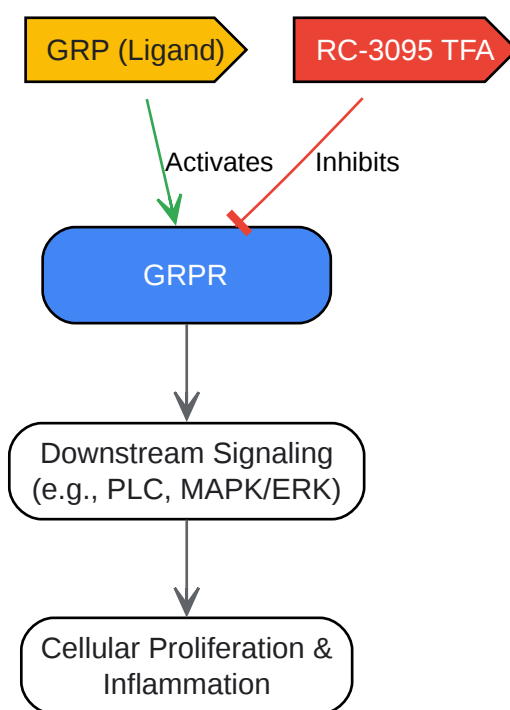 GRP (Ligand)
RC-3095 TFA
Activates
Inhibits
GRPR
Downstream Signaling
(e.g., PLC, MAPK/ERK)
Cellular Proliferation &
Inflammation